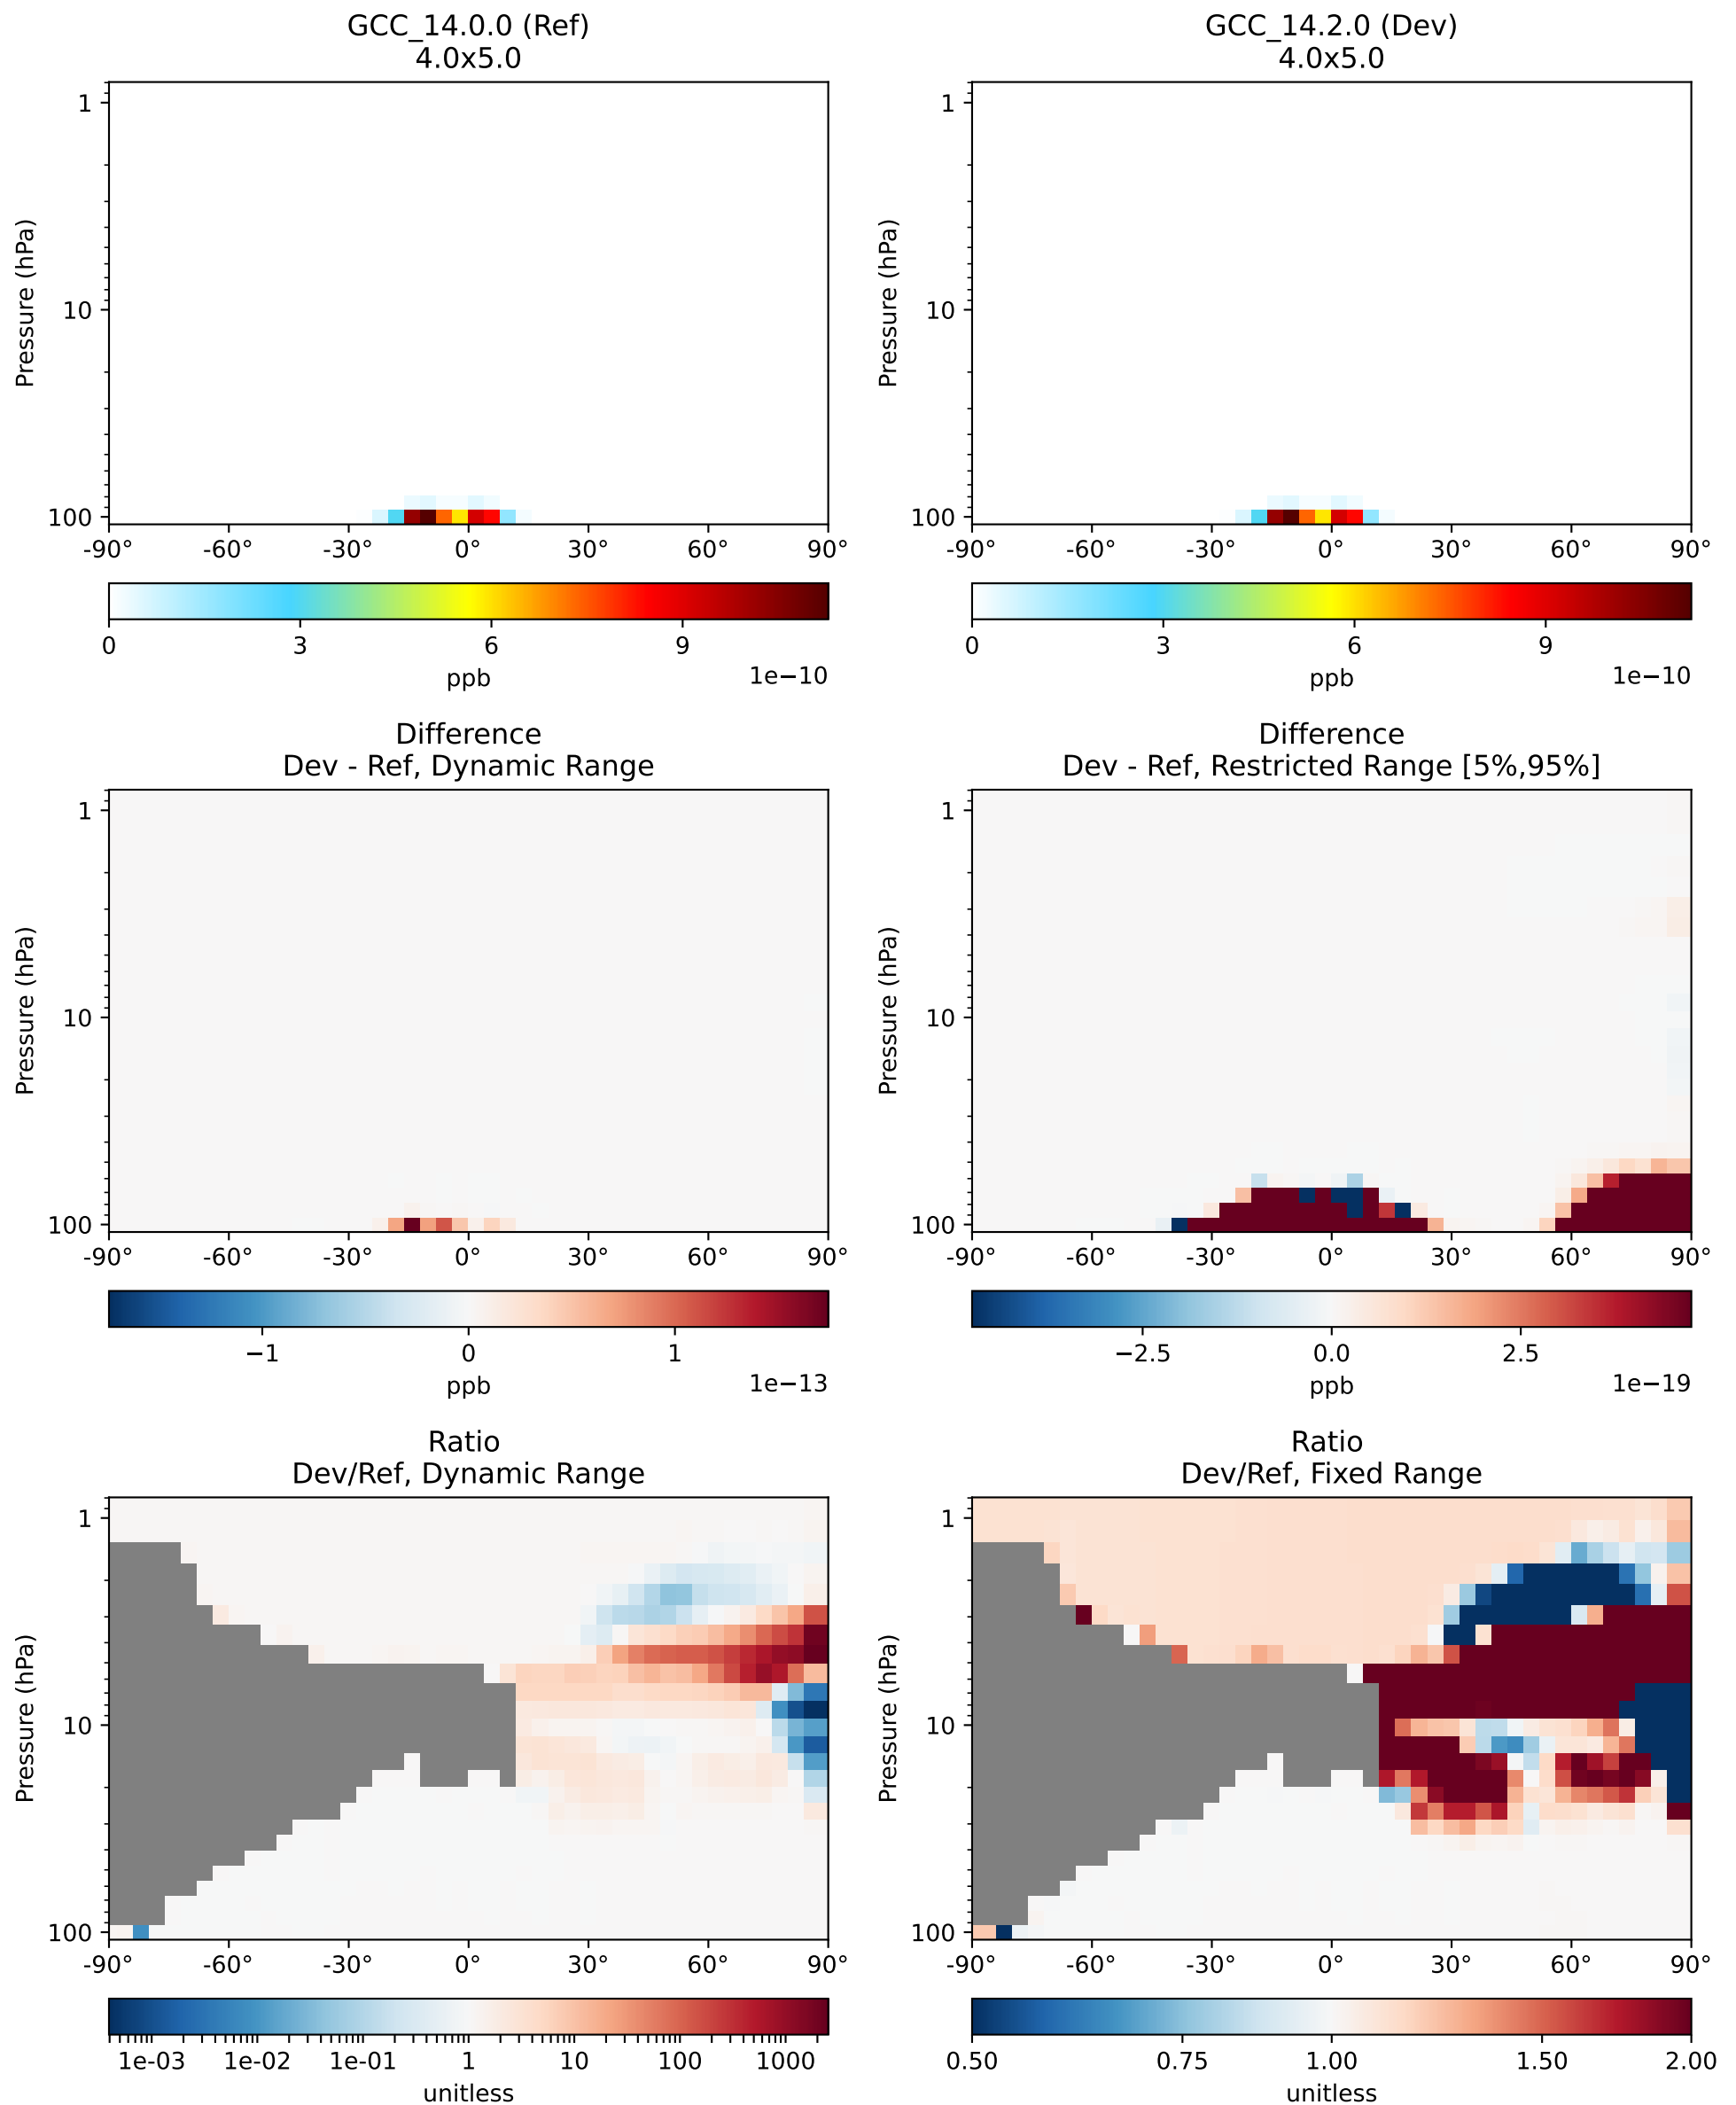 GCC_14.0.0 (Ref)
4.0x5.0
Pressure (hPa)
1
10
100
-90° -60° -30° 0° 30° 60° 90°
0 3 6 9
1e−10
ppb
GCC_14.2.0 (Dev)
4.0x5.0
Pressure (hPa)
1
10
100
-90° -60° -30° 0° 30° 60° 90°
0 3 6 9
1e−10
ppb
Difference
Dev - Ref, Dynamic Range
Pressure (hPa)
1
10
100
-90° -60° -30° 0° 30° 60° 90°
−1 0 1
1e−13
ppb
Difference
Dev - Ref, Restricted Range [5%,95%]
Pressure (hPa)
1
10
100
-90° -60° -30° 0° 30° 60° 90°
−2.5 0.0 2.5
1e−19
ppb
Ratio
Dev/Ref, Dynamic Range
Pressure (hPa)
1
10
100
-90° -60° -30° 0° 30° 60° 90°
1e-03 1e-02 1e-01 1 10 100 1000
unitless
Ratio
Dev/Ref, Fixed Range
Pressure (hPa)
1
10
100
-90° -60° -30° 0° 30° 60° 90°
0.50 0.75 1.00 1.50 2.00
unitless